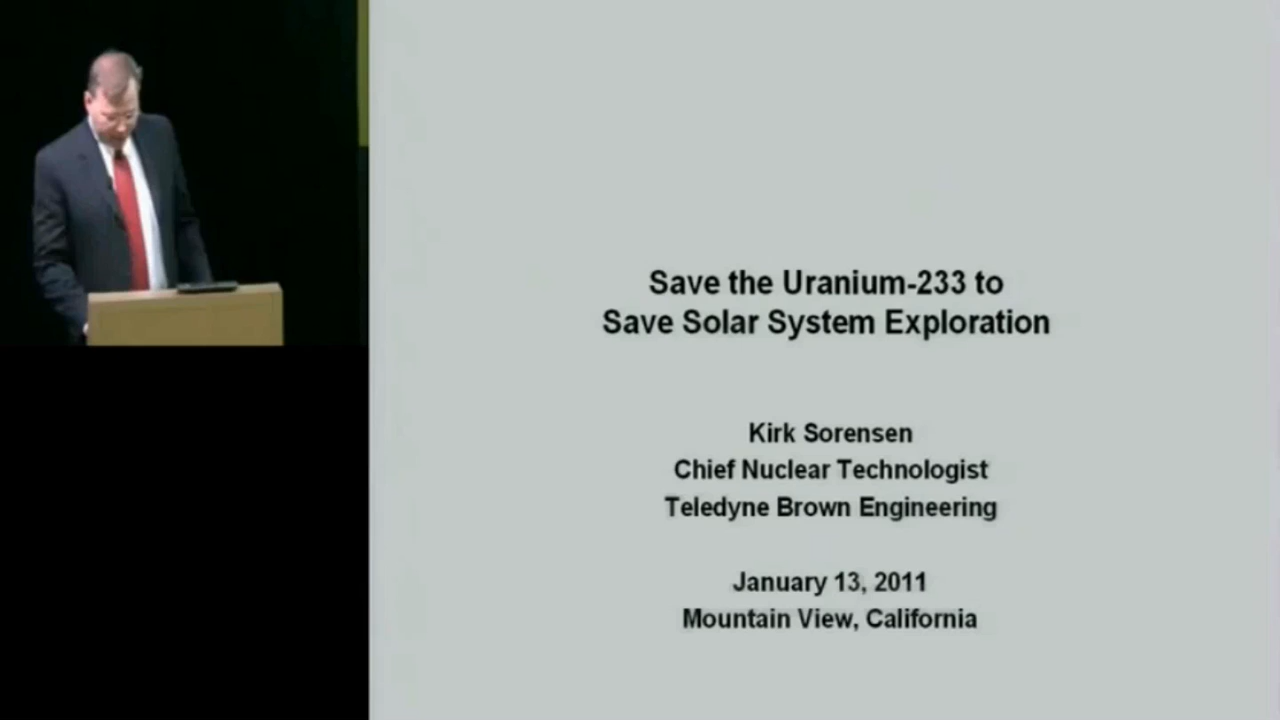 Save the Uranium-233 to
Save Solar System Exploration
Kirk Sorensen
Chief Nuclear Technologist
Teledyne Brown Engineering
January 13, 2011
Mountain View, California